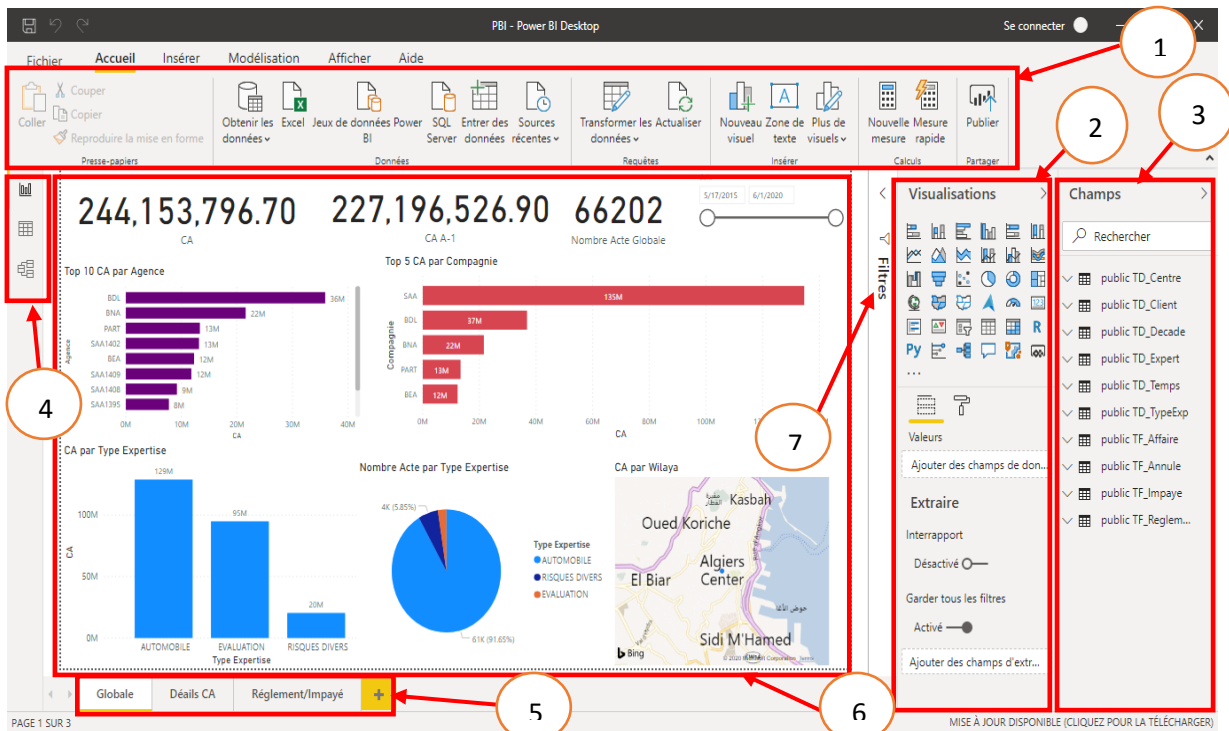 PBI - Power BI Desktop
Se connecter
Fichier
Accueil
Insérer
Modélisation
Afficher
Aide
1
Coller
Couper
Copier
Reproduire la mise en forme
Presse-papiers
Obtenir les données
Excel
Jeux de données Power BI
SQL Server
Entrer des données
Sources récentes
Données
Transformer les données
Actualiser
Requêtes
Nouveau visuel
Zone de texte
Plus de visuels
Insérer
Nouvelle mesure
Mesure rapide
Calculs
Publier
Partager
2
3
244,153,796.70
CA
227,196,526.90
CA A-1
66202
Nombre Acte Globale
5/17/2015
6/1/2020
Top 10 CA par Agence
Agence
BDL
36M
BNA
22M
PART
13M
SAA1402
13M
BEA
12M
SAA1409
12M
SAA1408
9M
SAA1395
8M
0M 10M 20M 30M 40M
CA
Top 5 CA par Compagnie
Compagnie
SAA
135M
BDL
37M
BNA
22M
PART
13M
BEA
12M
0M 20M 40M 60M 80M 100M
CA
4
7
CA par Type Expertise
CA
129M
95M
20M
100M
50M
0M
AUTOMOBILE
EVALUATION
RISQUES DIVERS
Type Expertise
Nombre Acte par Type Expertise
4K (5.85%)
61K (91.65%)
Type Expertise
AUTOMOBILE
RISQUES DIVERS
EVALUATION
CA par Wilaya
مقبرة القطار
Kasbah
Oued Koriche
Algiers Center
El Biar
حوض الأغا
Sidi M'Hamed
Bing
© 2020 Microsoft Corporation Terms
Filtres
Visualisations
123
R
Py
...
Valeurs
Ajouter des champs de don...
Extraire
Interrapport
Désactivé
Garder tous les filtres
Activé
Ajouter des champs d'extr...
Champs
Rechercher
public TD_Centre
public TD_Client
public TD_Decade
public TD_Expert
public TD_Temps
public TD_TypeExp
public TF_Affaire
public TF_Annule
public TF_Impaye
public TF_Reglem...
Globale
Déails CA
Réglement/Impayé
+
5
6
PAGE 1 SUR 3
MISE À JOUR DISPONIBLE (CLIQUEZ POUR LA TÉLÉCHARGER)